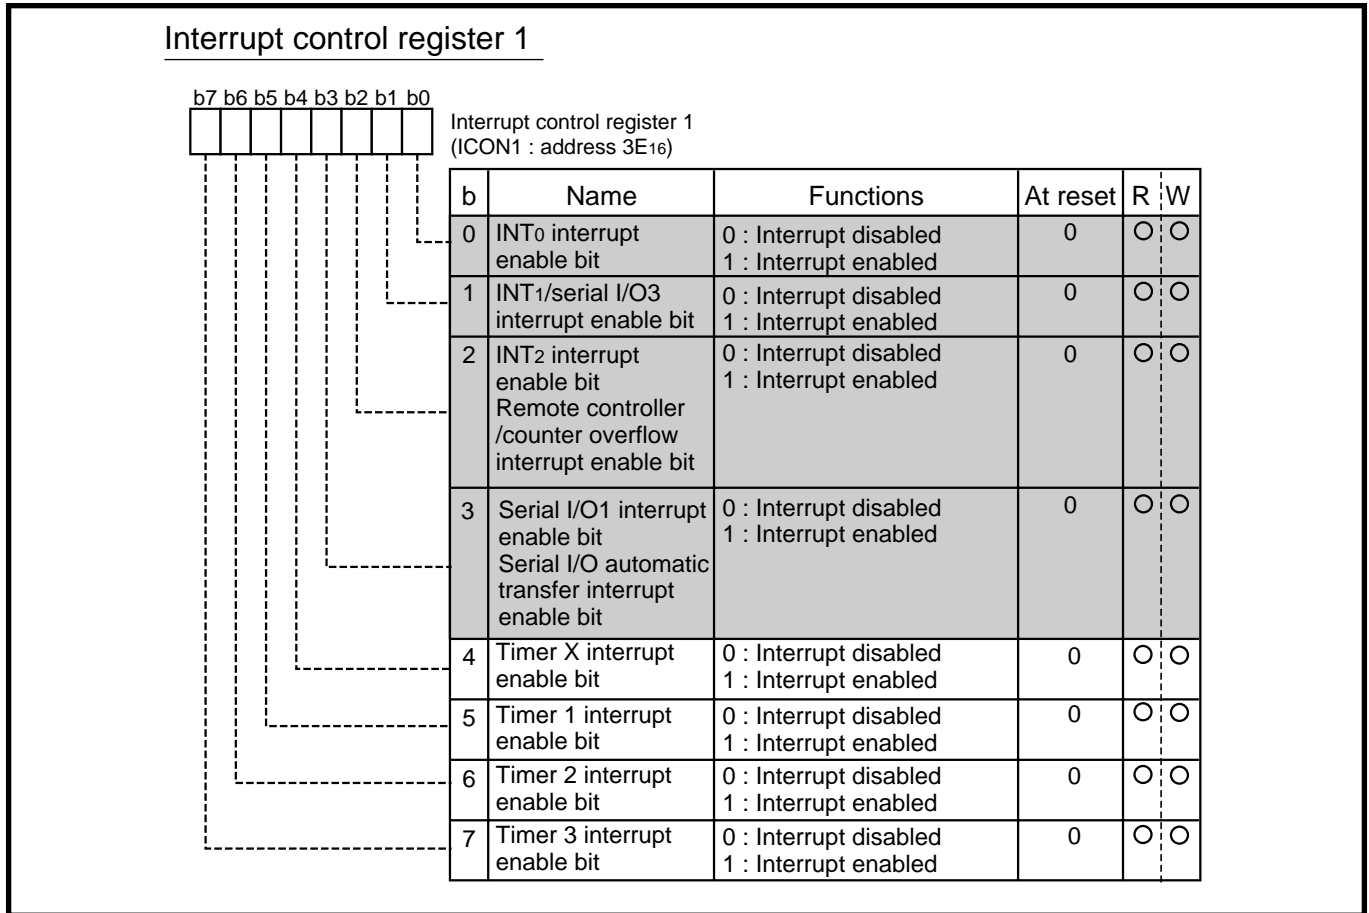 Interrupt control register 1
b7 b6 b5 b4 b3 b2 b1 b0
Interrupt control register 1
(ICON1 : address 3E16)
b Name Functions At reset R W
0 INT0 interrupt 0 : Interrupt disabled 0 O O
enable bit 1 : Interrupt enabled
1 INT1/serial I/O3 0 : Interrupt disabled 0 O O
interrupt enable bit 1 : Interrupt enabled
2 INT2 interrupt 0 : Interrupt disabled 0 O O
enable bit 1 : Interrupt enabled
Remote controller
/counter overflow
interrupt enable bit
3 Serial I/O1 interrupt 0 : Interrupt disabled 0 O O
enable bit 1 : Interrupt enabled
Serial I/O automatic
transfer interrupt
enable bit
4 Timer X interrupt 0 : Interrupt disabled 0 O O
enable bit 1 : Interrupt enabled
5 Timer 1 interrupt 0 : Interrupt disabled 0 O O
enable bit 1 : Interrupt enabled
6 Timer 2 interrupt 0 : Interrupt disabled 0 O O
enable bit 1 : Interrupt enabled
7 Timer 3 interrupt 0 : Interrupt disabled 0 O O
enable bit 1 : Interrupt enabled